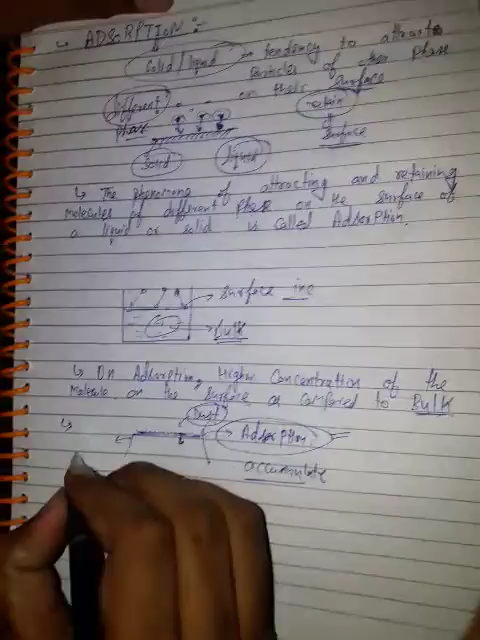 ↳ ADSORPTION :-
Solid/liquid → tendency to attract
particles of other phase
on their surface
Different retain
phase surface
Solid liquid
↳ The phenomena of attracting and retaining
Molecules of different phase on the surface of
a liquid or solid is called Adsorption.
Surface inc
Bulk
↳ On Adsorpting Higher Concentration of the
Molecule on the surface as compared to Bulk
Dust
↳ Adsorption
accumulate